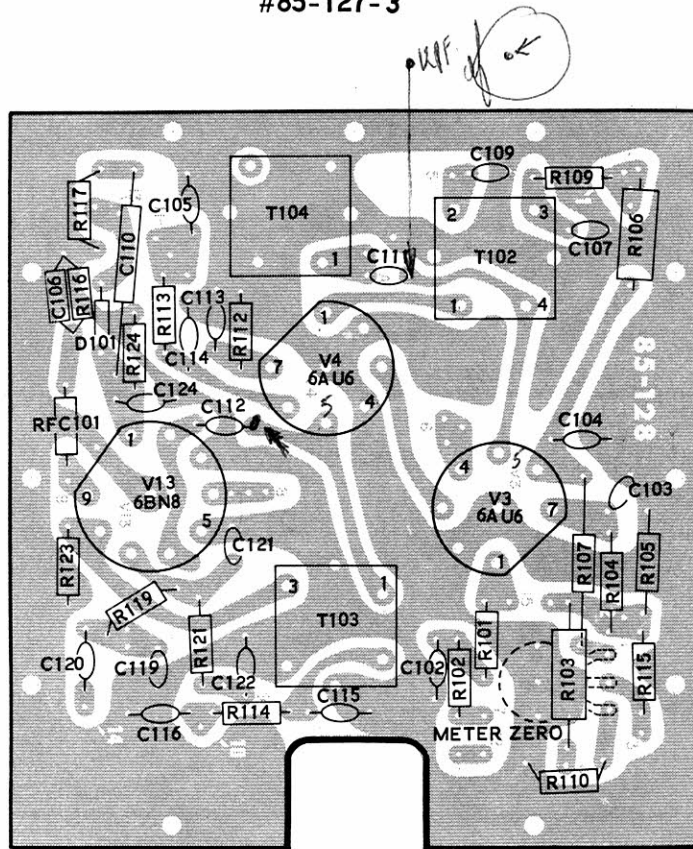 #85-127-3
C109
R109
R117
C105
T104
2
3
R106
C110
T102
C107
1
C111
C106
R116
R113
C113
R112
1
4
1
D101
R124
C114
7
V4
6AU6
4
5
85-128
C124
RFC101
C112
C104
1
V13
6BN8
9
5
4
5
V3
6AU6
7
1
C103
C121
R123
R107
R104
R105
3
1
R119
T103
R121
R101
C120
C119
C122
C102
R102
R103
R115
C116
R114
C115
METER ZERO
R110